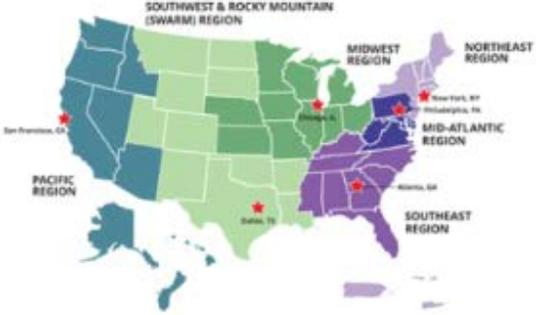 SOUTHWEST & ROCKY MOUNTAIN
(SWARM) REGION
MIDWEST
REGION
NORTHEAST
REGION
New York, NY
Philadelphia, PA
Chicago, IL
San Francisco, CA
MID-ATLANTIC
REGION
PACIFIC
REGION
Atlanta, GA
Dallas, TX
SOUTHEAST
REGION